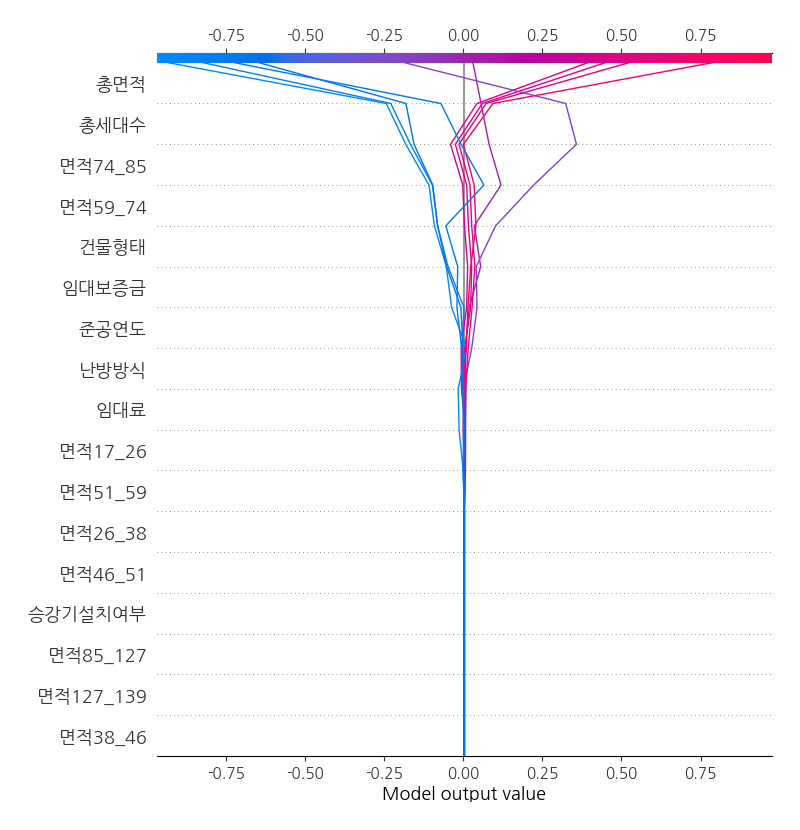 -0.75 -0.50 -0.25 0.00 0.25 0.50 0.75
총면적
총세대수
면적74_85
면적59_74
건물형태
임대보증금
준공연도
난방방식
임대료
면적17_26
면적51_59
면적26_38
면적46_51
승강기설치여부
면적85_127
면적127_139
면적38_46
-0.75 -0.50 -0.25 0.00 0.25 0.50 0.75
Model output value